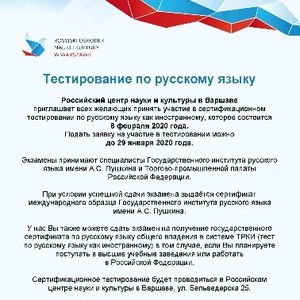 ROSYJSKI OŚRODEK
NAUKI I KULTURY
W WARSZAWIE
Тестирование по русскому языку
Российский центр науки и культуры в Варшаве
приглашает всех желающих принять участие в сертификатном
тестировании по русскому языку как иностранному, которое состоится
8 февраля 2020 года.
Подать заявку на участие в тестировании можно
до 29 января 2020 года.
Экзамены принимают специалисты Государственного института русского
языка имени А.С. Пушкина и Торгово-промышленной палаты
Российской Федерации.
При условии успешной сдачи экзамена выдаётся сертификат
международного образца Государственного института русского языка
имени А.С. Пушкина.
У нас Вы также можете сдать экзамен на получение государственного
сертификата по русскому языку общего владения в системе ТРКИ (тест
по русскому языку как иностранному) в том случае, если Вы планируете
поступать в высшие учебные заведения или работать
в Российской Федерации.
Сертификационное тестирование будет проводиться в Российском
центре науки и культуры в Варшаве, ул. Бельведерска 25.